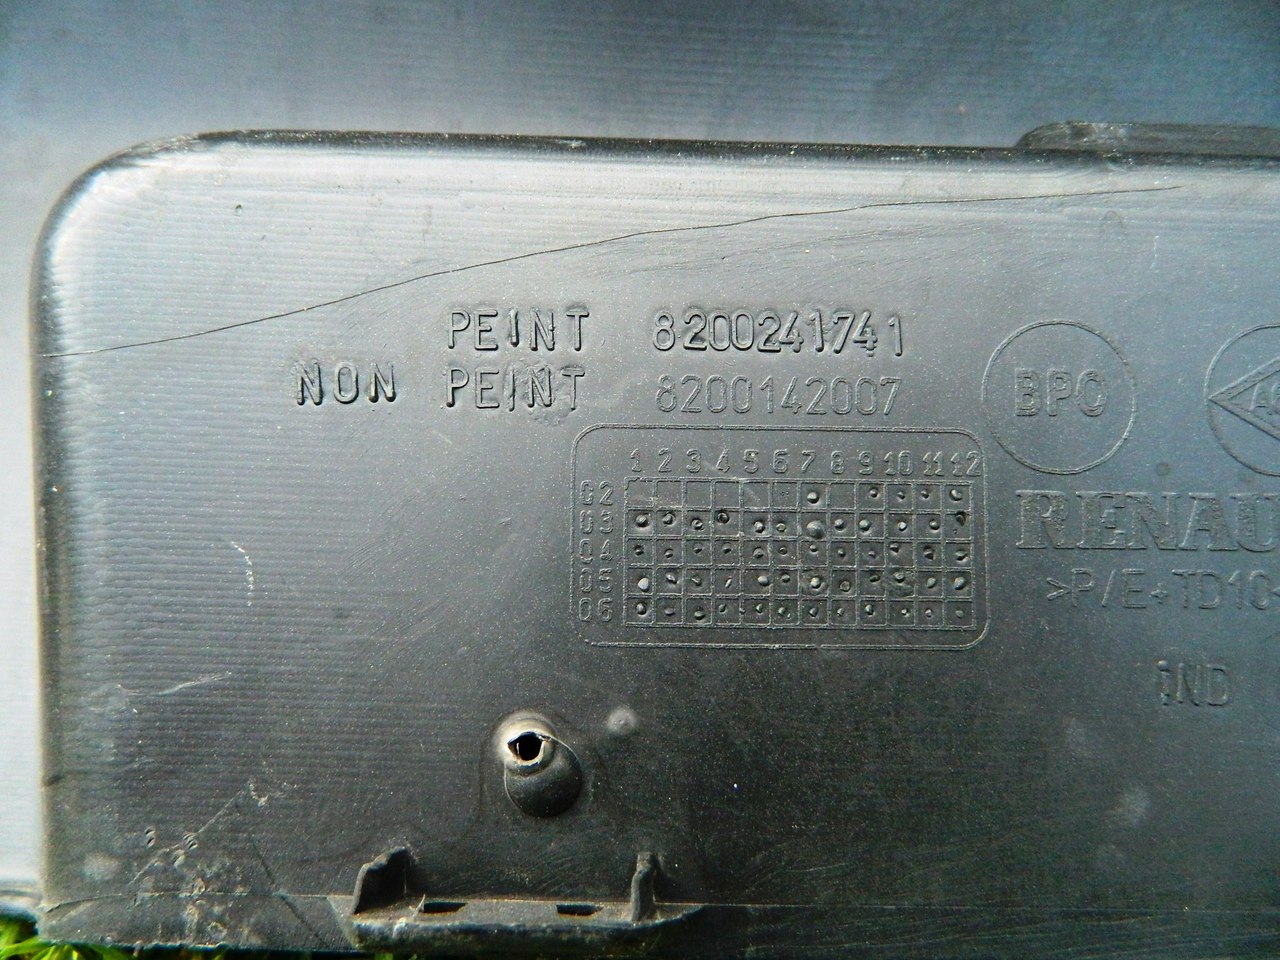 PEINT 8200241741
NON PEINT 8200142007
BPC
1 2 3 4 5 6 7 8 9 10 11 12
02
03
04
05
06
RENAU
>P/E+TD10
IND